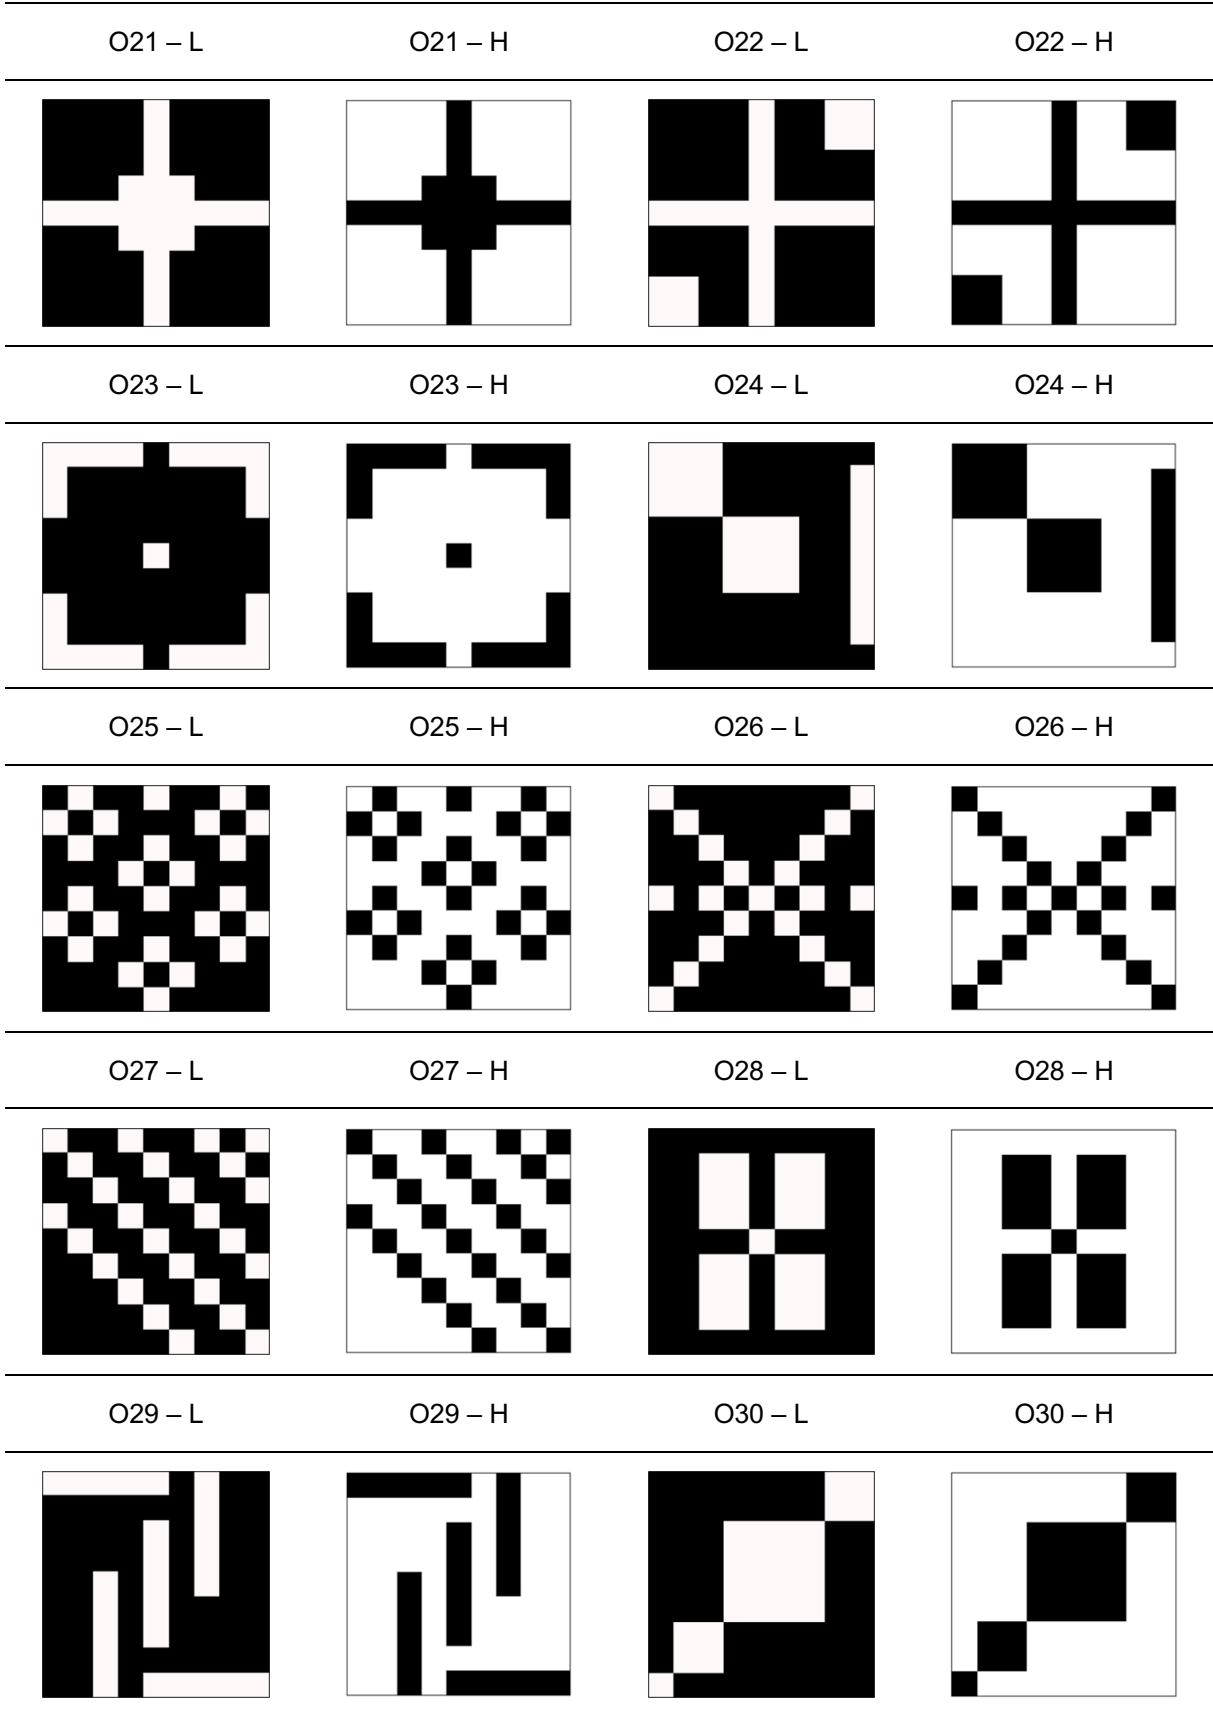 O21 – L O21 – H O22 – L O22 – H
O23 – L O23 – H O24 – L O24 – H
O25 – L O25 – H O26 – L O26 – H
O27 – L O27 – H O28 – L O28 – H
O29 – L O29 – H O30 – L O30 – H